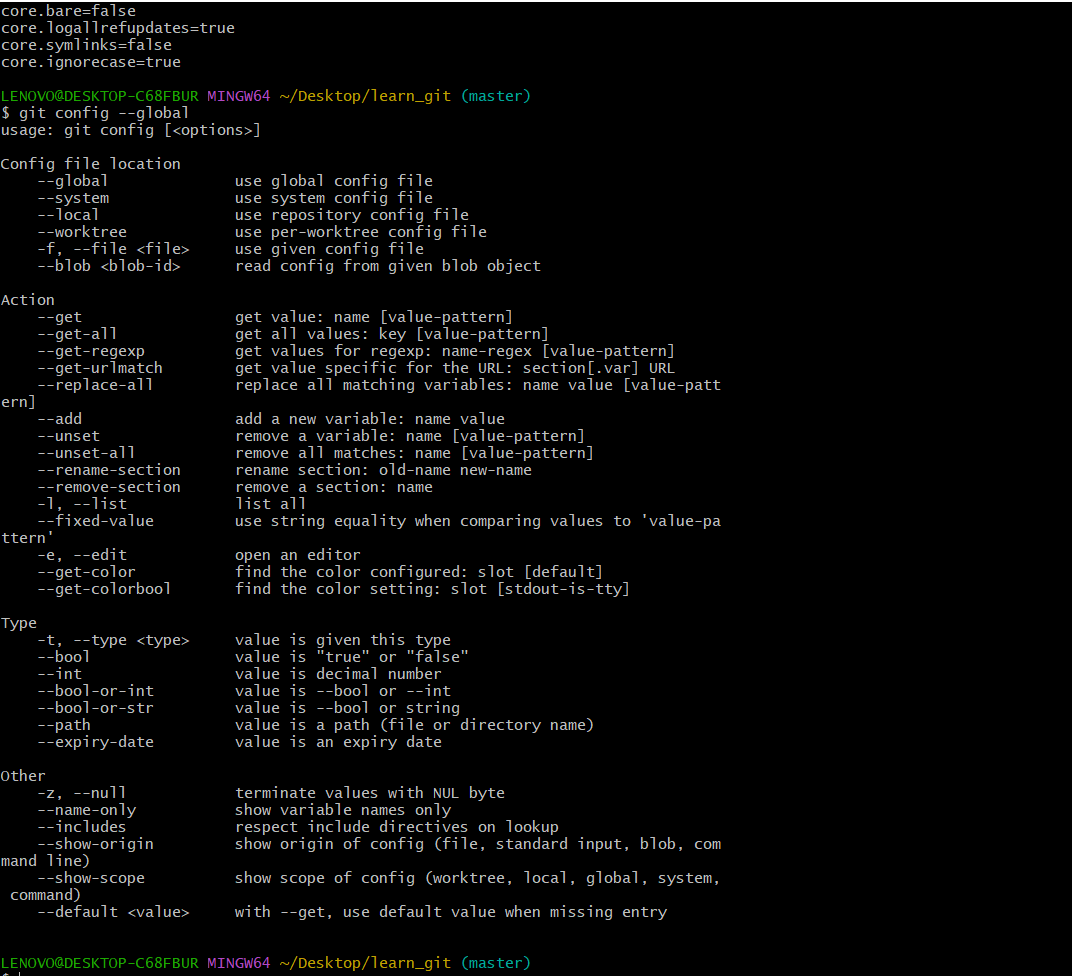 core.bare=false
core.logallrefupdates=true
core.symlinks=false
core.ignorecase=true
LENOVO@DESKTOP-C68FBUR MINGW64 ~/Desktop/learn_git (master)
$ git config --global
usage: git config [<options>]
Config file location
    --global              use global config file
    --system              use system config file
    --local               use repository config file
    --worktree            use per-worktree config file
    -f, --file <file>     use given config file
    --blob <blob-id>      read config from given blob object
Action
    --get                 get value: name [value-pattern]
    --get-all             get all values: key [value-pattern]
    --get-regexp          get values for regexp: name-regex [value-pattern]
    --get-urlmatch        get value specific for the URL: section[.var] URL
    --replace-all         replace all matching variables: name value [value-patt
ern]
    --add                 add a new variable: name value
    --unset               remove a variable: name [value-pattern]
    --unset-all           remove all matches: name [value-pattern]
    --rename-section      rename section: old-name new-name
    --remove-section      remove a section: name
    -l, --list            list all
    --fixed-value         use string equality when comparing values to 'value-pa
ttern'
    -e, --edit            open an editor
    --get-color           find the color configured: slot [default]
    --get-colorbool       find the color setting: slot [stdout-is-tty]
Type
    -t, --type <type>     value is given this type
    --bool                value is "true" or "false"
    --int                 value is decimal number
    --bool-or-int         value is --bool or --int
    --bool-or-str         value is --bool or string
    --path                value is a path (file or directory name)
    --expiry-date         value is an expiry date
Other
    -z, --null            terminate values with NUL byte
    --name-only           show variable names only
    --includes            respect include directives on lookup
    --show-origin         show origin of config (file, standard input, blob, com
mand line)
    --show-scope          show scope of config (worktree, local, global, system,
 command)
    --default <value>     with --get, use default value when missing entry
LENOVO@DESKTOP-C68FBUR MINGW64 ~/Desktop/learn_git (master)
$